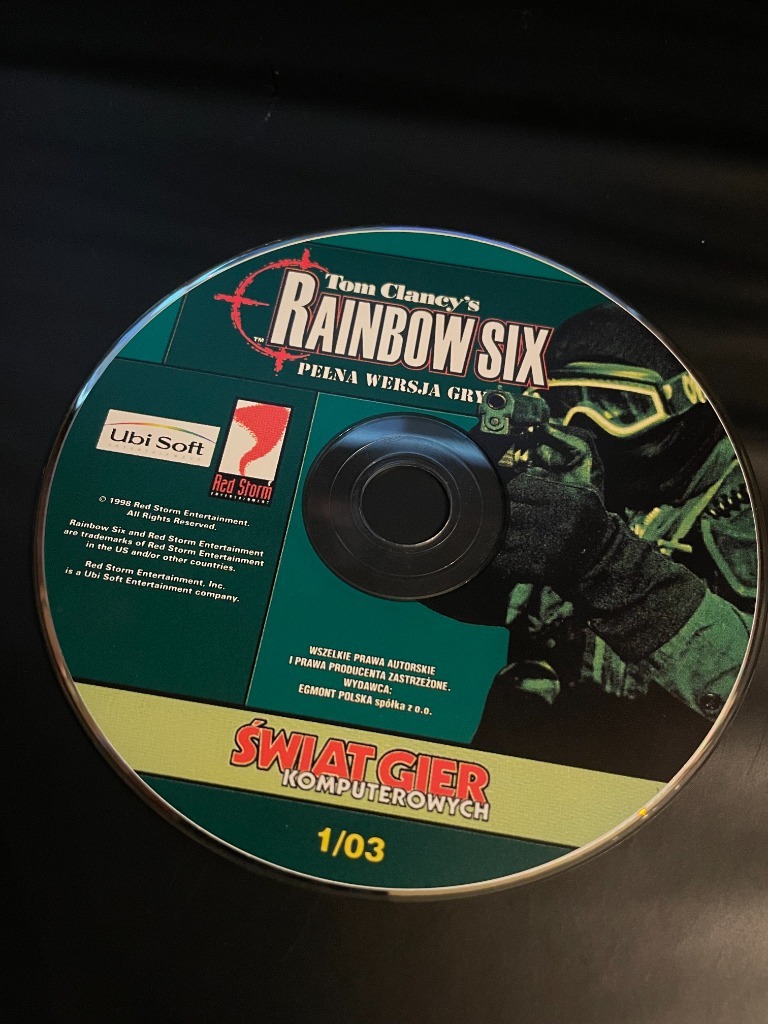 Tom Clancy's
RAINBOW SIX
™
PEŁNA WERSJA GRY
Ubi Soft
ENTERTAINMENT
Red Storm
ENTERTAINMENT
© 1998 Red Storm Entertainment.
All Rights Reserved.
Rainbow Six and Red Storm Entertainment
are trademarks of Red Storm Entertainment
in the US and/or other countries.
Red Storm Entertainment, Inc.
is a Ubi Soft Entertainment company.
WSZELKIE PRAWA AUTORSKIE
I PRAWA PRODUCENTA ZASTRZEŻONE.
WYDAWCA:
EGMONT POLSKA spółka z o.o.
ŚWIAT GIER
KOMPUTEROWYCH
1/03